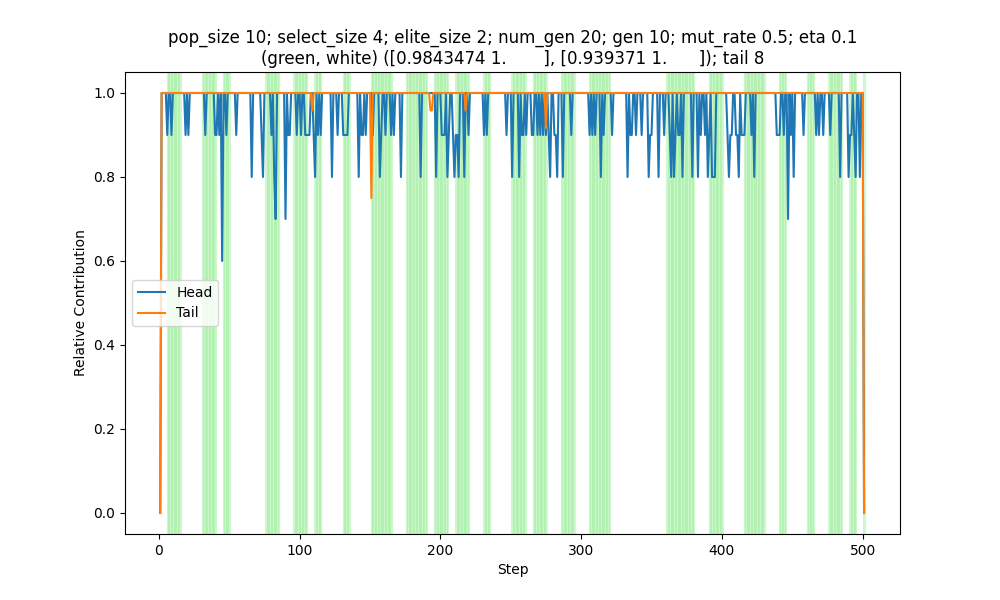 pop_size 10; select_size 4; elite_size 2; num_gen 20; gen 10; mut_rate 0.5; eta 0.1
(green, white) ([0.9843474 1.        ], [0.939371 1.       ]); tail 8
1.0
0.8
0.6
0.4
0.2
0.0
Relative Contribution
Head
Tail
0 100 200 300 400 500
Step